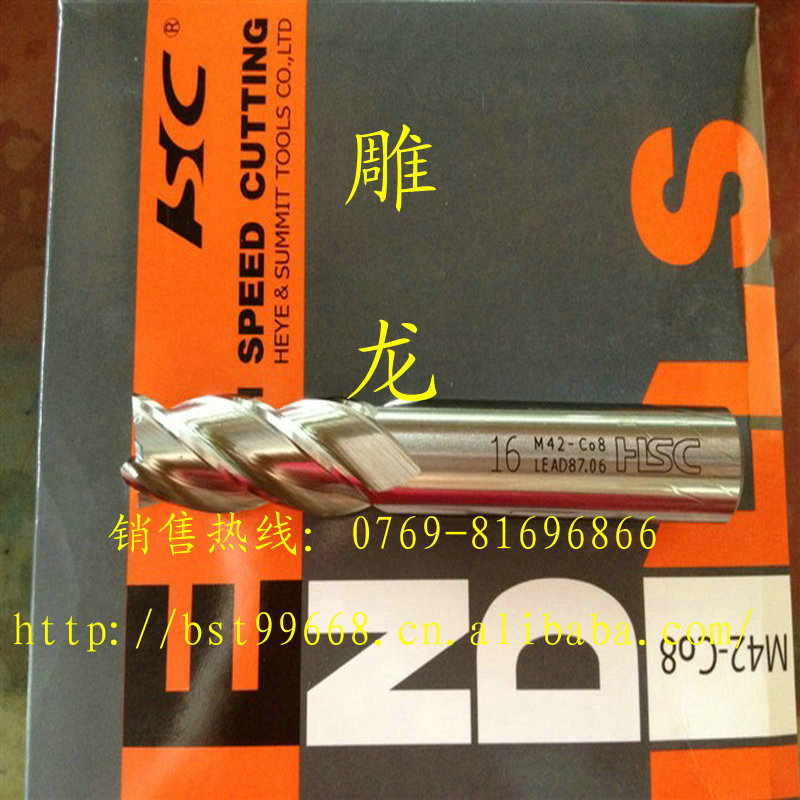 HSC®
H SPEED CUTTING
HEYE & SUMMIT TOOLS CO.,LTD
雕
龙
16 M42-Co8 HSC
LEAD87.06
销售热线: 0769-81696866
http://bst99668.cn.alibaba.com/
END
M42-Co8